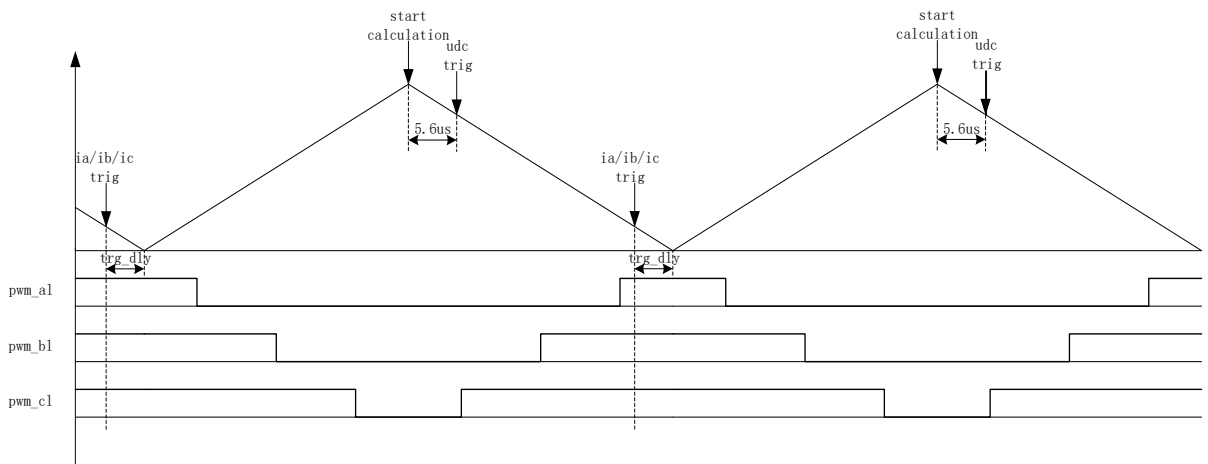 start
calculation
udc
trig
5.6us
ia/ib/ic
trig
trg_dly
start
calculation
udc
trig
5.6us
ia/ib/ic
trig
trg_dly
pwm_al
pwm_bl
pwm_cl